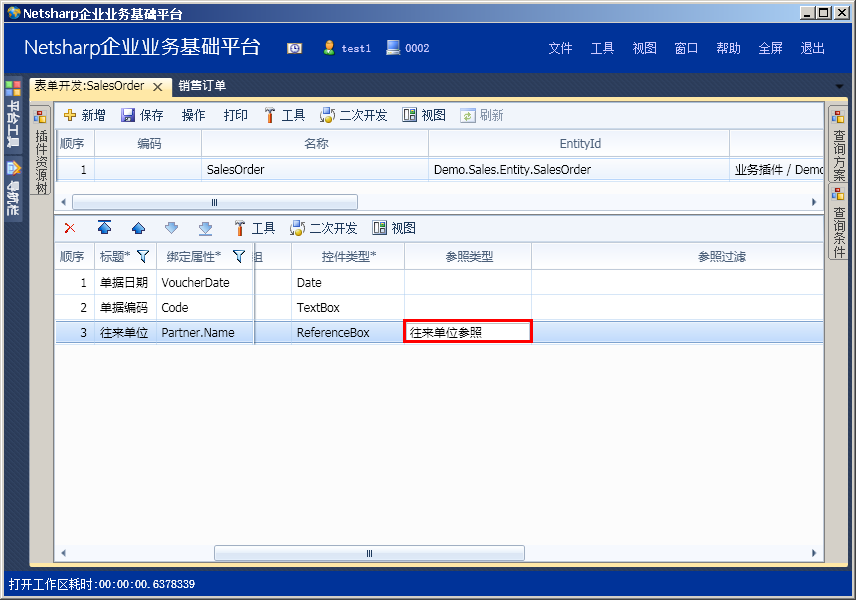 Netsharp企业业务基础平台
Netsharp企业业务基础平台 test1 0002 文件 工具 视图 窗口 帮助 全屏 退出
平台工具
导航栏
表单开发:SalesOrder 销售订单
插件资源树
新增 保存 操作 打印 工具 二次开发 视图 刷新
顺序 编码 名称 EntityId
1 SalesOrder Demo.Sales.Entity.SalesOrder 业务插件 / Demo
工具 二次开发 视图
顺序 标题* 绑定属性* 组 控件类型* 参照类型 参照过滤
1 单据日期 VoucherDate Date
2 单据编码 Code TextBox
3 往来单位 Partner.Name ReferenceBox 往来单位参照
查询方案
查询条件
打开工作区耗时:00:00:00.6378339